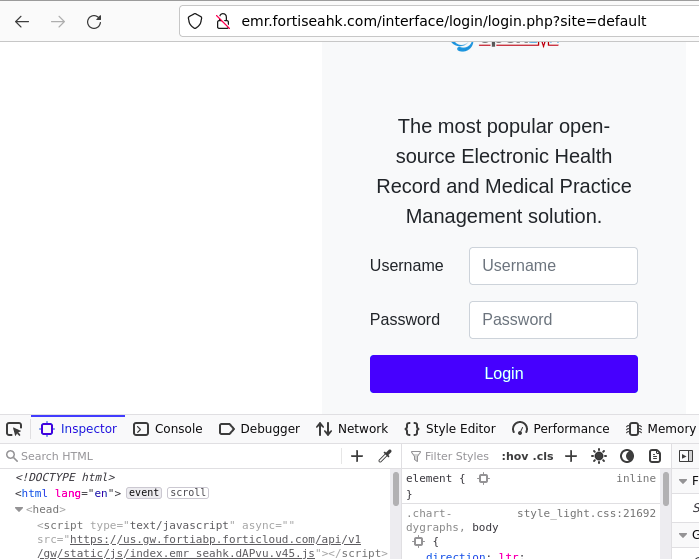 emr.fortiseahk.com/interface/login/login.php?site=default
The most popular open-
source Electronic Health
Record and Medical Practice
Management solution.
Username Username
Password Password
Login
Inspector Console Debugger Network Style Editor Performance Memory
Search HTML
Filter Styles :hov .cls
<!DOCTYPE html>
<html lang="en"> event scroll
<head>
<script type="text/javascript" async=""
src="https://us.gw.fortiabp.forticloud.com/api/v1
/gw/static/js/index.emr_seahk.dAPvu.v45.js"></script>
element { inline
}
.chart- style_light.css:21692
dygraphs, body
{
direction: ltr;